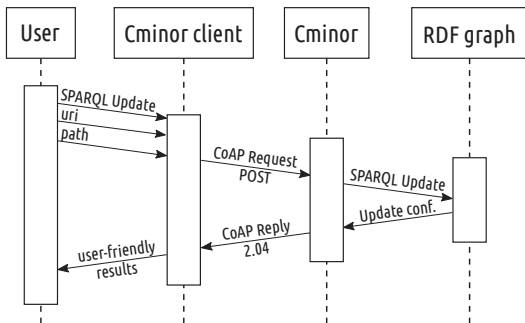 User
Cminor client
Cminor
RDF graph
SPARQL Update
uri
path
CoAP Request
POST
SPARQL Update
Update conf.
CoAP Reply
2.04
user-friendly
results